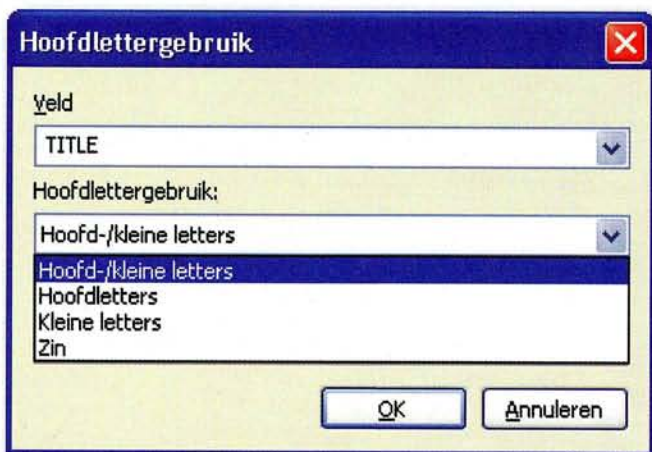 Hoofdlettergebruik
Veld
TITLE
Hoofdlettergebruik:
Hoofd-/kleine letters
Hoofd-/kleine letters
Hoofdletters
Kleine letters
Zin
OK
Annuleren